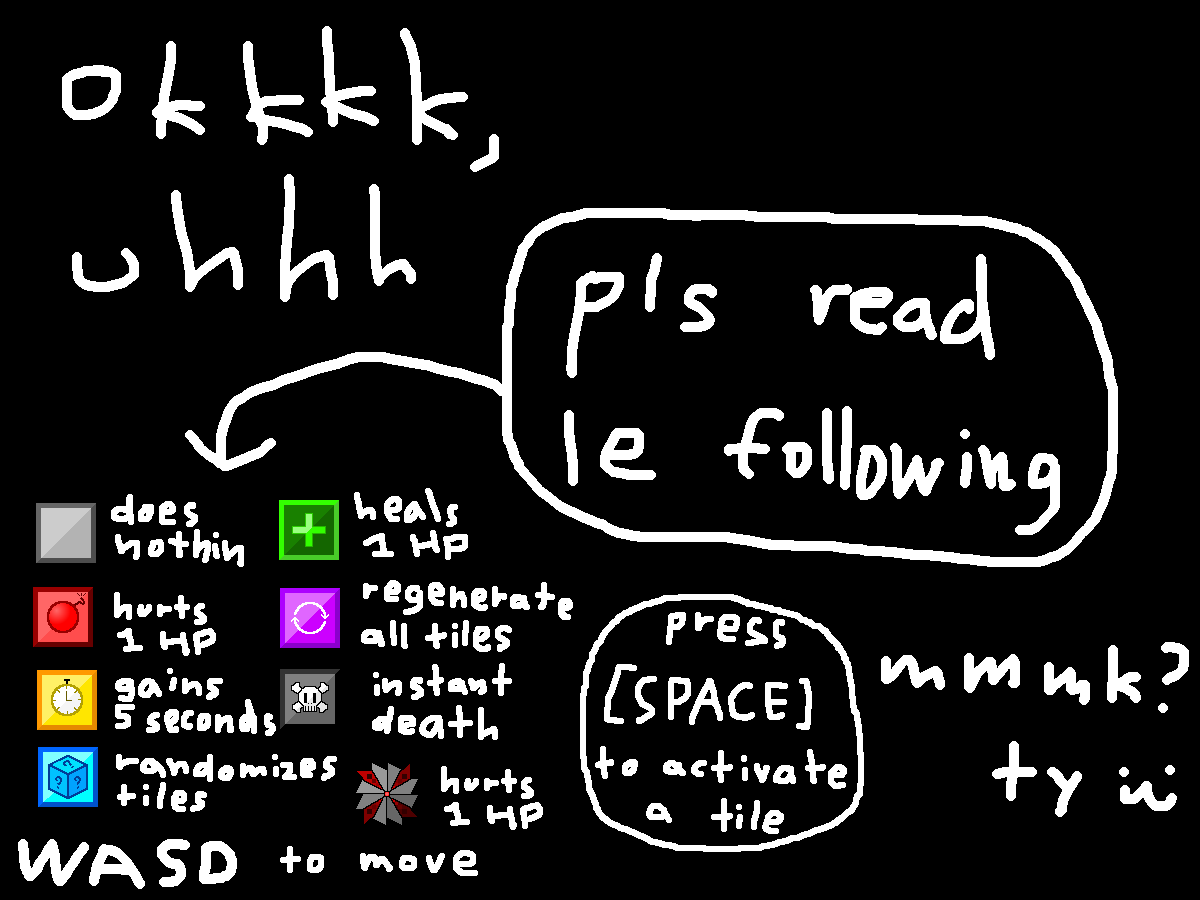 okkkk,
uhhh
pls read
le following
does
nothin
heals
1 HP
hurts
1 HP
regenerate
all tiles
gains
5 seconds
instant
death
randomizes
tiles
hurts
1 HP
WASD to move
press
[SPACE]
to activate
a tile
mmmk?
ty :)